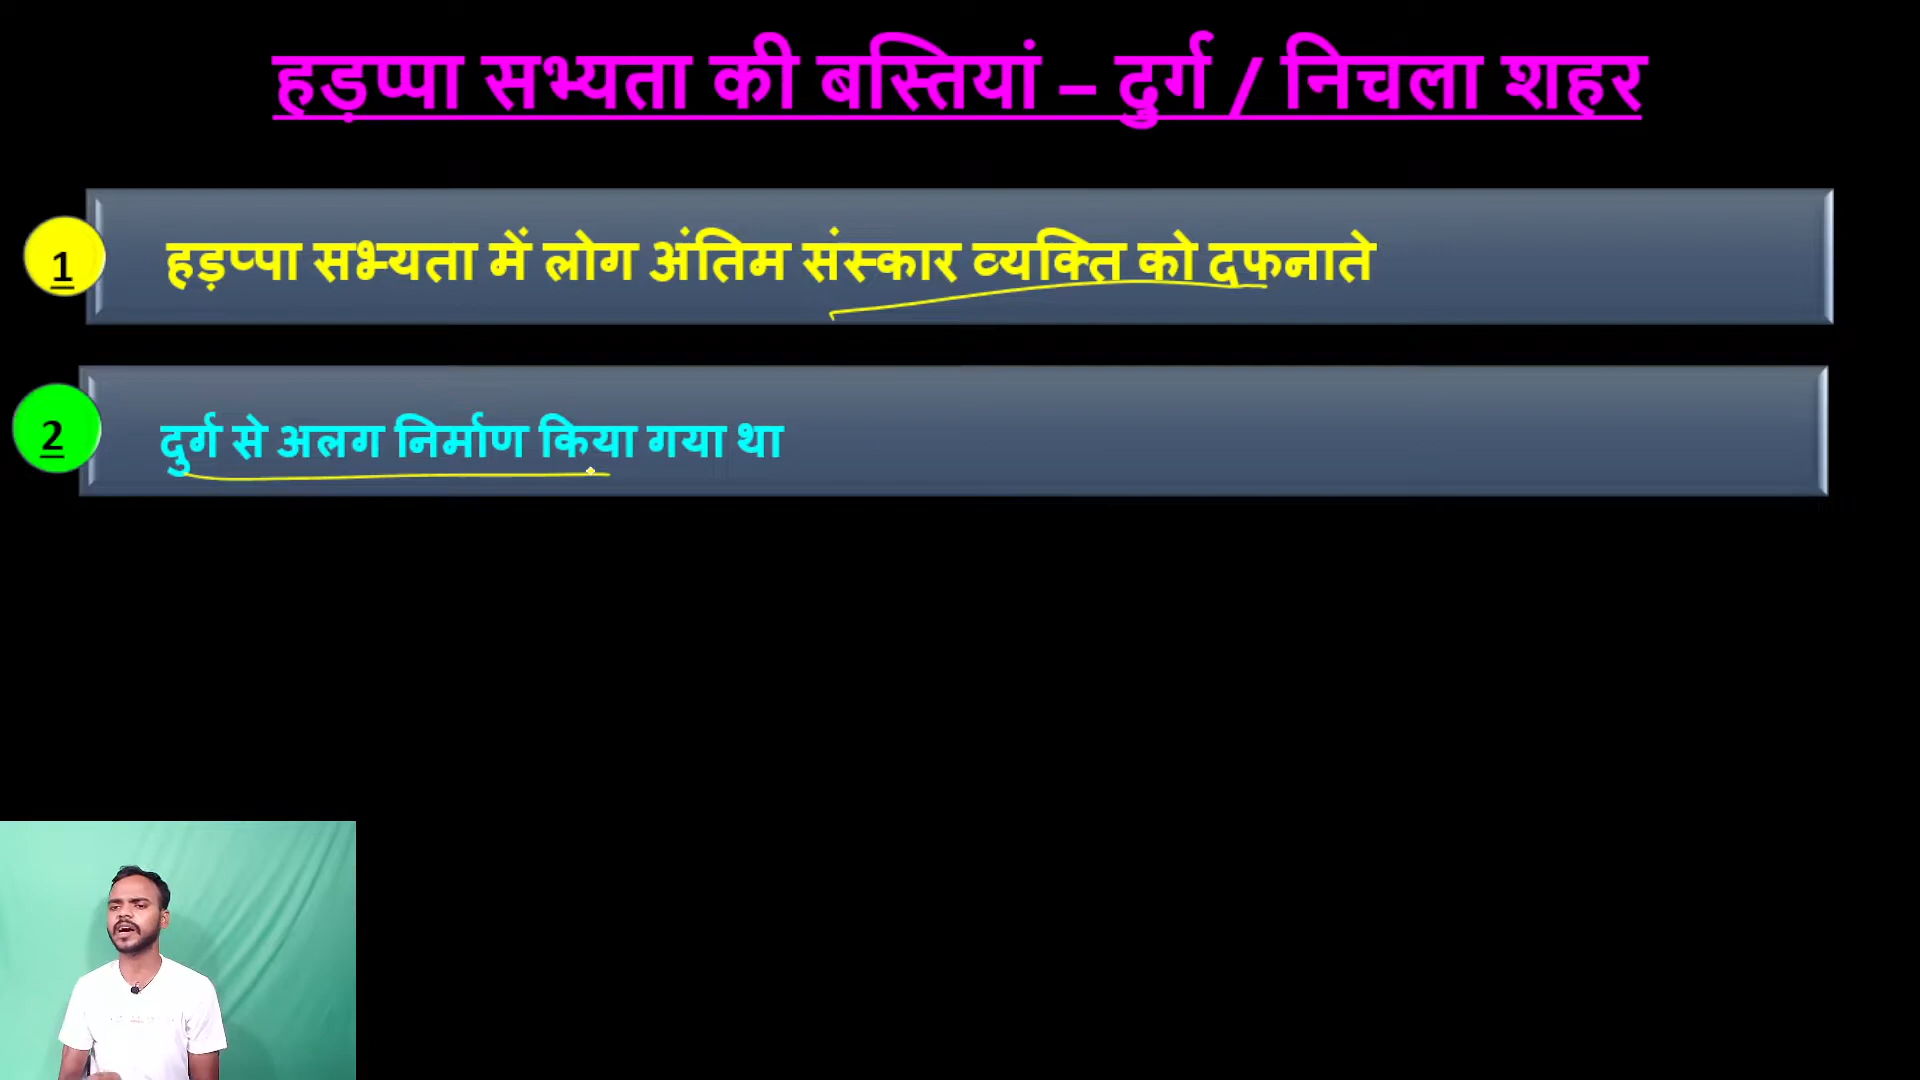 हड़प्पा सभ्यता की बस्तियां – दुर्ग / निचला शहर
1 हड़प्पा सभ्यता में लोग अंतिम संस्कार व्यक्ति को दफनाते
2 दुर्ग से अलग निर्माण किया गया था